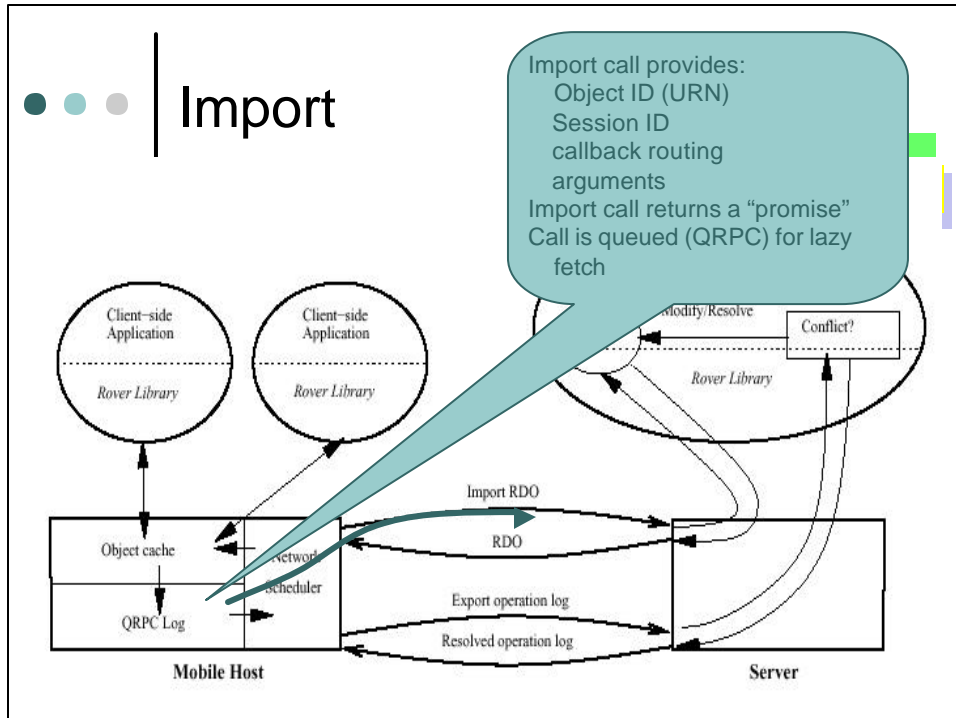 Import
Import call provides:
Object ID (URN)
Session ID
callback routing
arguments
Import call returns a “promise”
Call is queued (QRPC) for lazy
fetch
Client-side
Application
Rover Library
Client-side
Application
Rover Library
Modify/Resolve
Conflict?
Rover Library
Import RDO
RDO
Object cache
Network
Scheduler
QRPC Log
Export operation log
Resolved operation log
Mobile Host
Server